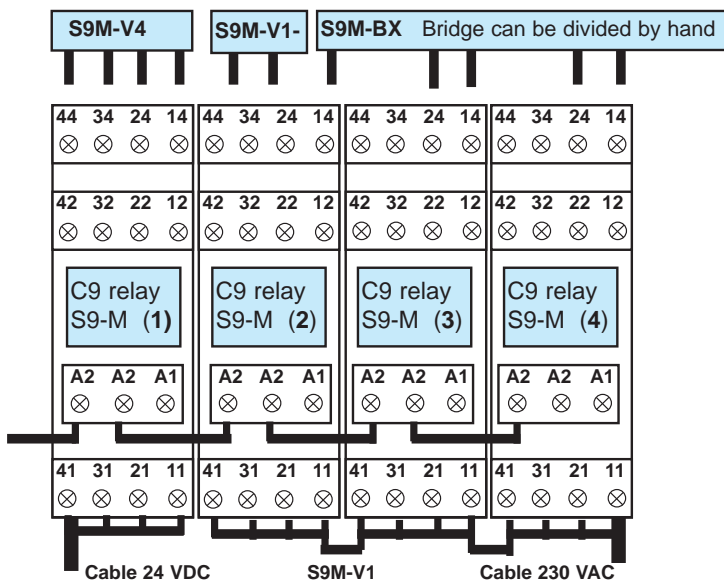 S9M-V4 S9M-V1- S9M-BX Bridge can be divided by hand
44 34 24 14 44 34 24 14 44 34 24 14 44 34 24 14
42 32 22 12 42 32 22 12 42 32 22 12 42 32 22 12
C9 relay C9 relay C9 relay C9 relay
S9-M (1) S9-M (2) S9-M (3) S9-M (4)
A2 A2 A1 A2 A2 A1 A2 A2 A1 A2 A2 A1
41 31 21 11 41 31 21 11 41 31 21 11 41 31 21 11
Cable 24 VDC S9M-V1 Cable 230 VAC